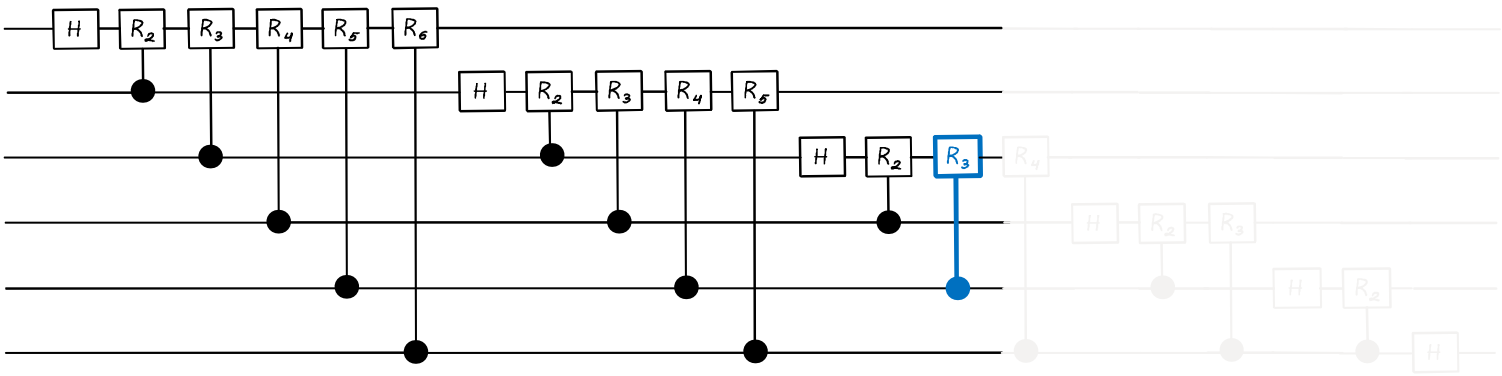 H R2 R3 R4 R5 R6
H R2 R3 R4 R5
H R2 R3 R4
H R2 R3
H R2
H